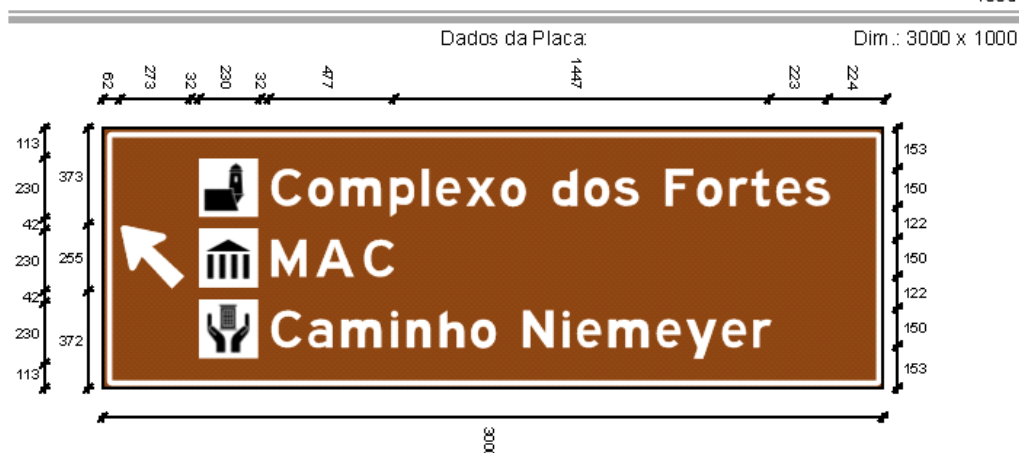 Dados da Placa:
Dim.: 3000 x 1000
62 273 32 230 32 477 1447 223 224
113
230
42
230
42
230
113
373
255
372
Complexo dos Fortes
MAC
Caminho Niemeyer
153
150
122
150
122
150
153